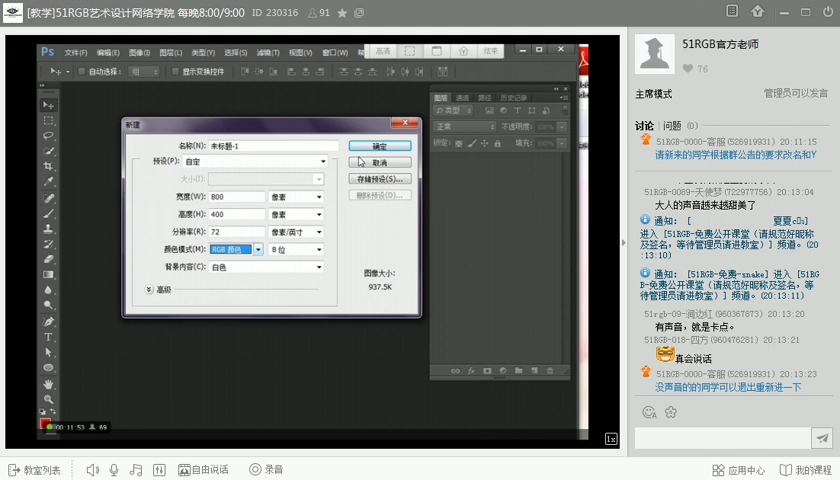 [教学]51RGB艺术设计网络学院 每晚8:00/9:00 ID 230316 91
Ps 文件(F) 编辑(E) 图像(I) 图层(L) 类型(Y) 选择(S) 滤镜(T) 视图(V) 窗口(W) 高清 结束
自动选择: 组 显示变换控件
新建
名称(N): 未标题-1 确定
预设(P): 自定 取消
大小(I): 存储预设(S)...
宽度(W): 800 像素 删除预设(D)...
高度(H): 400 像素
分辨率(R): 72 像素/英寸
颜色模式(M): RGB 颜色 8 位
背景内容(C): 白色
图像大小:
937.5K
高级
图层 通道 路径 历史记录
类型
正常 不透明度: 100%
锁定: 填充: 100%
00:11:53 69
1x
51RGB官方老师
76
主席模式 管理员可以发言
讨论 问题 (0)
51RGB-0000-客服(526919931) 20:11:15
请新来的同学根据群公告的要求改名和Y
51RGB-0089-天使梦(722977756) 20:13:04
大人的声音越来越甜美了
通知: [
进入 [51RGB-免费公开课堂（请规范好昵称
及签名，等待管理员请进教室）] 频道。(20
:13:10)
通知: [51RGB-免费-snake] 进入 [51RG
B-免费公开课堂（请规范好昵称及签名，等
待管理员请进教室）] 频道。(20:13:11)
51rgb-09-澜边红(960367873) 20:13:20
有声音，就是卡点。
51RGB-018-四方(960476281) 20:13:21
真会说话
51RGB-0000-客服(526919931) 20:13:23
没声音的的同学可以退出重新进一下
教室列表 自由说话 录音 应用中心 我的课程